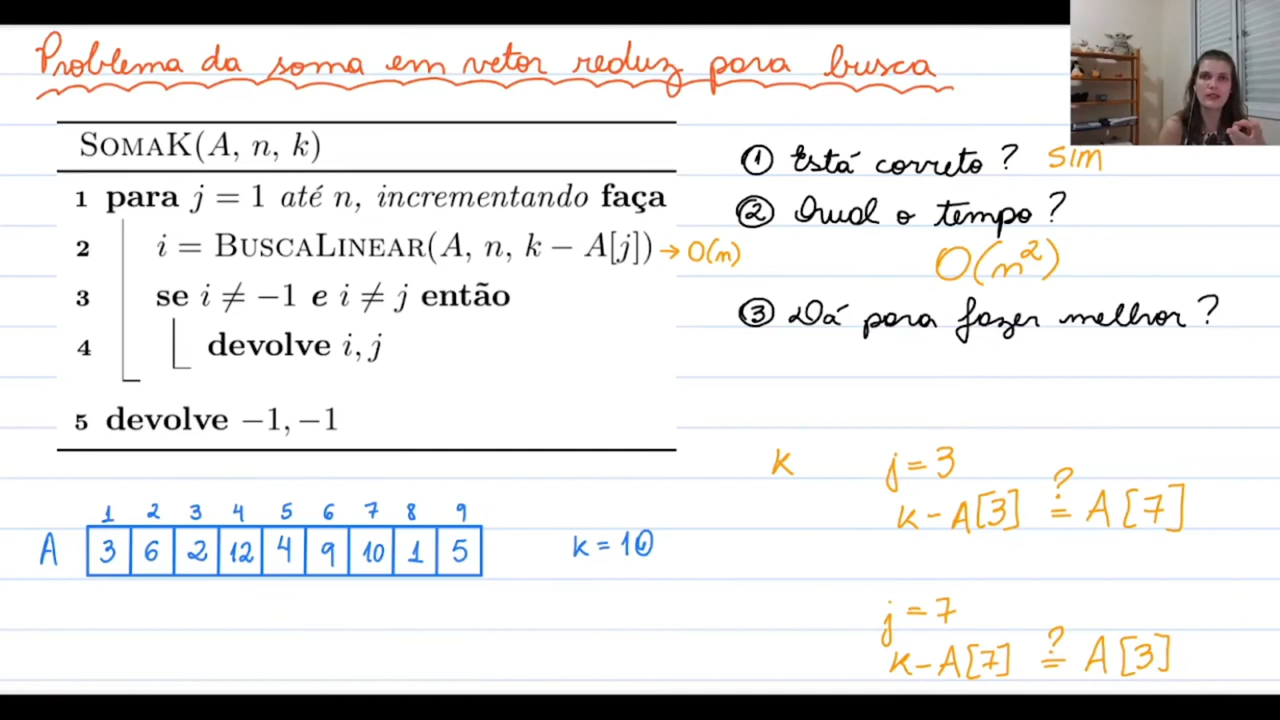 Problema da soma em vetor reduz para busca
SOMAK(A, n, k)
1 para j = 1 até n, incrementando faça
2 i = BUSCALINEAR(A, n, k − A[j]) → O(n)
3 se i ≠ −1 e i ≠ j então
4 devolve i, j
5 devolve −1, −1
① Está correto? SIM
② Qual o tempo?
O(n²)
③ Dá para fazer melhor?
k
j = 3
k − A[3] ≟ A[7]
j = 7
k − A[7] ≟ A[3]
1 2 3 4 5 6 7 8 9
A 3 6 2 12 4 9 10 1 5